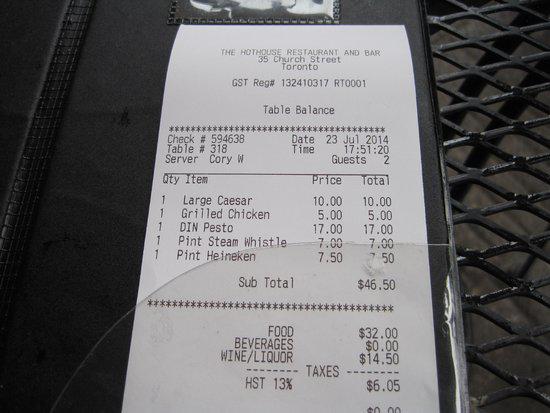 THE HOTHOUSE RESTAURANT AND BAR
35 Church Street
Toronto
GST Reg# 132410317 RT0001
Table Balance
****************************************
Check # 594638 Date 23 Jul 2014
Table # 318 Time 17:51:20
Server Cory W Guests 2
Qty Item Price Total
1 Large Caesar 10.00 10.00
1 Grilled Chicken 5.00 5.00
1 DIN Pesto 17.00 17.00
1 Pint Steam Whistle 7.00 7.00
1 Pint Heineken 7.50 7.50
Sub Total $46.50
****************************************
FOOD $32.00
BEVERAGES $0.00
WINE/LIQUOR $14.50
--------- TAXES ---------
HST 13% $6.05
$0.00